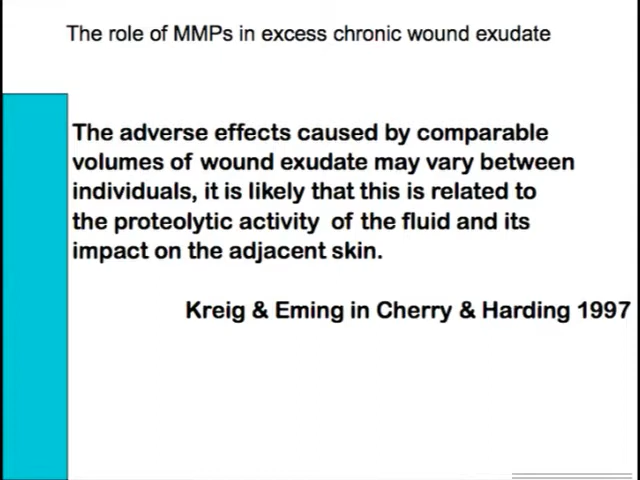 The role of MMPs in excess chronic wound exudate
The adverse effects caused by comparable
volumes of wound exudate may vary between
individuals, it is likely that this is related to
the proteolytic activity of the fluid and its
impact on the adjacent skin.
Kreig & Eming in Cherry & Harding 1997